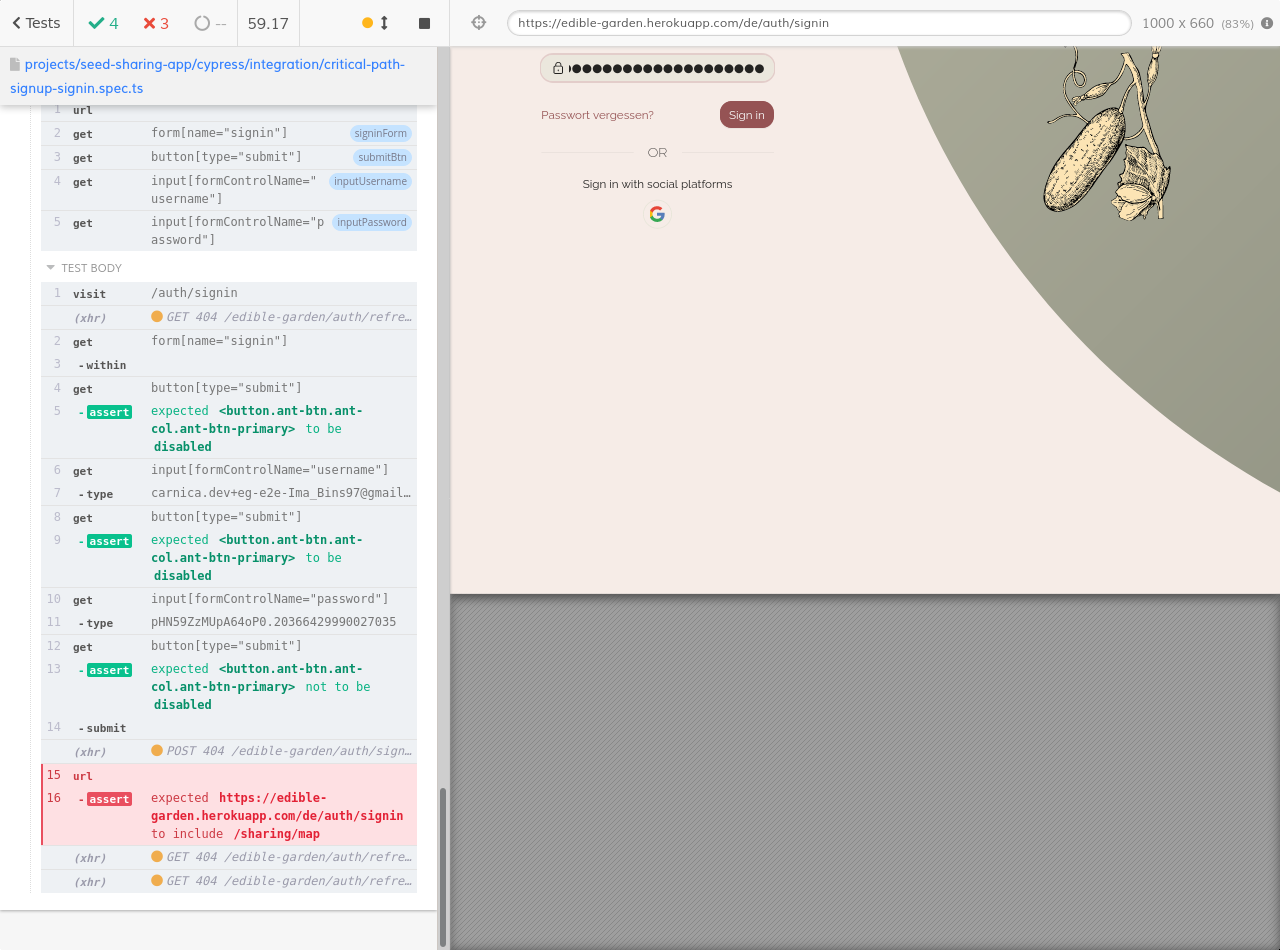 Tests
4
3
--
59.17
https://edible-garden.herokuapp.com/de/auth/signin
1000 x 660 (83%)
projects/seed-sharing-app/cypress/integration/critical-path-
signup-signin.spec.ts
1 url
2 get form[name="signin"] signinForm
3 get button[type="submit"] submitBtn
4 get input[formControlName=" inputUsername
username"]
5 get input[formControlName="p inputPassword
assword"]
TEST BODY
1 visit /auth/signin
(xhr) GET 404 /edible-garden/auth/refre…
2 get form[name="signin"]
3 -within
4 get button[type="submit"]
5 -assert expected <button.ant-btn.ant-
col.ant-btn-primary> to be
disabled
6 get input[formControlName="username"]
7 -type carnica.dev+eg-e2e-Ima_Bins97@gmail…
8 get button[type="submit"]
9 -assert expected <button.ant-btn.ant-
col.ant-btn-primary> to be
disabled
10 get input[formControlName="password"]
11 -type pHN59ZzMUpA64oP0.20366429990027035
12 get button[type="submit"]
13 -assert expected <button.ant-btn.ant-
col.ant-btn-primary> not to be
disabled
14 -submit
(xhr) POST 404 /edible-garden/auth/sign…
15 url
16 -assert expected https://edible-
garden.herokuapp.com/de/auth/signin
to include /sharing/map
(xhr) GET 404 /edible-garden/auth/refre…
(xhr) GET 404 /edible-garden/auth/refre…
Passwort vergessen? Sign in
OR
Sign in with social platforms